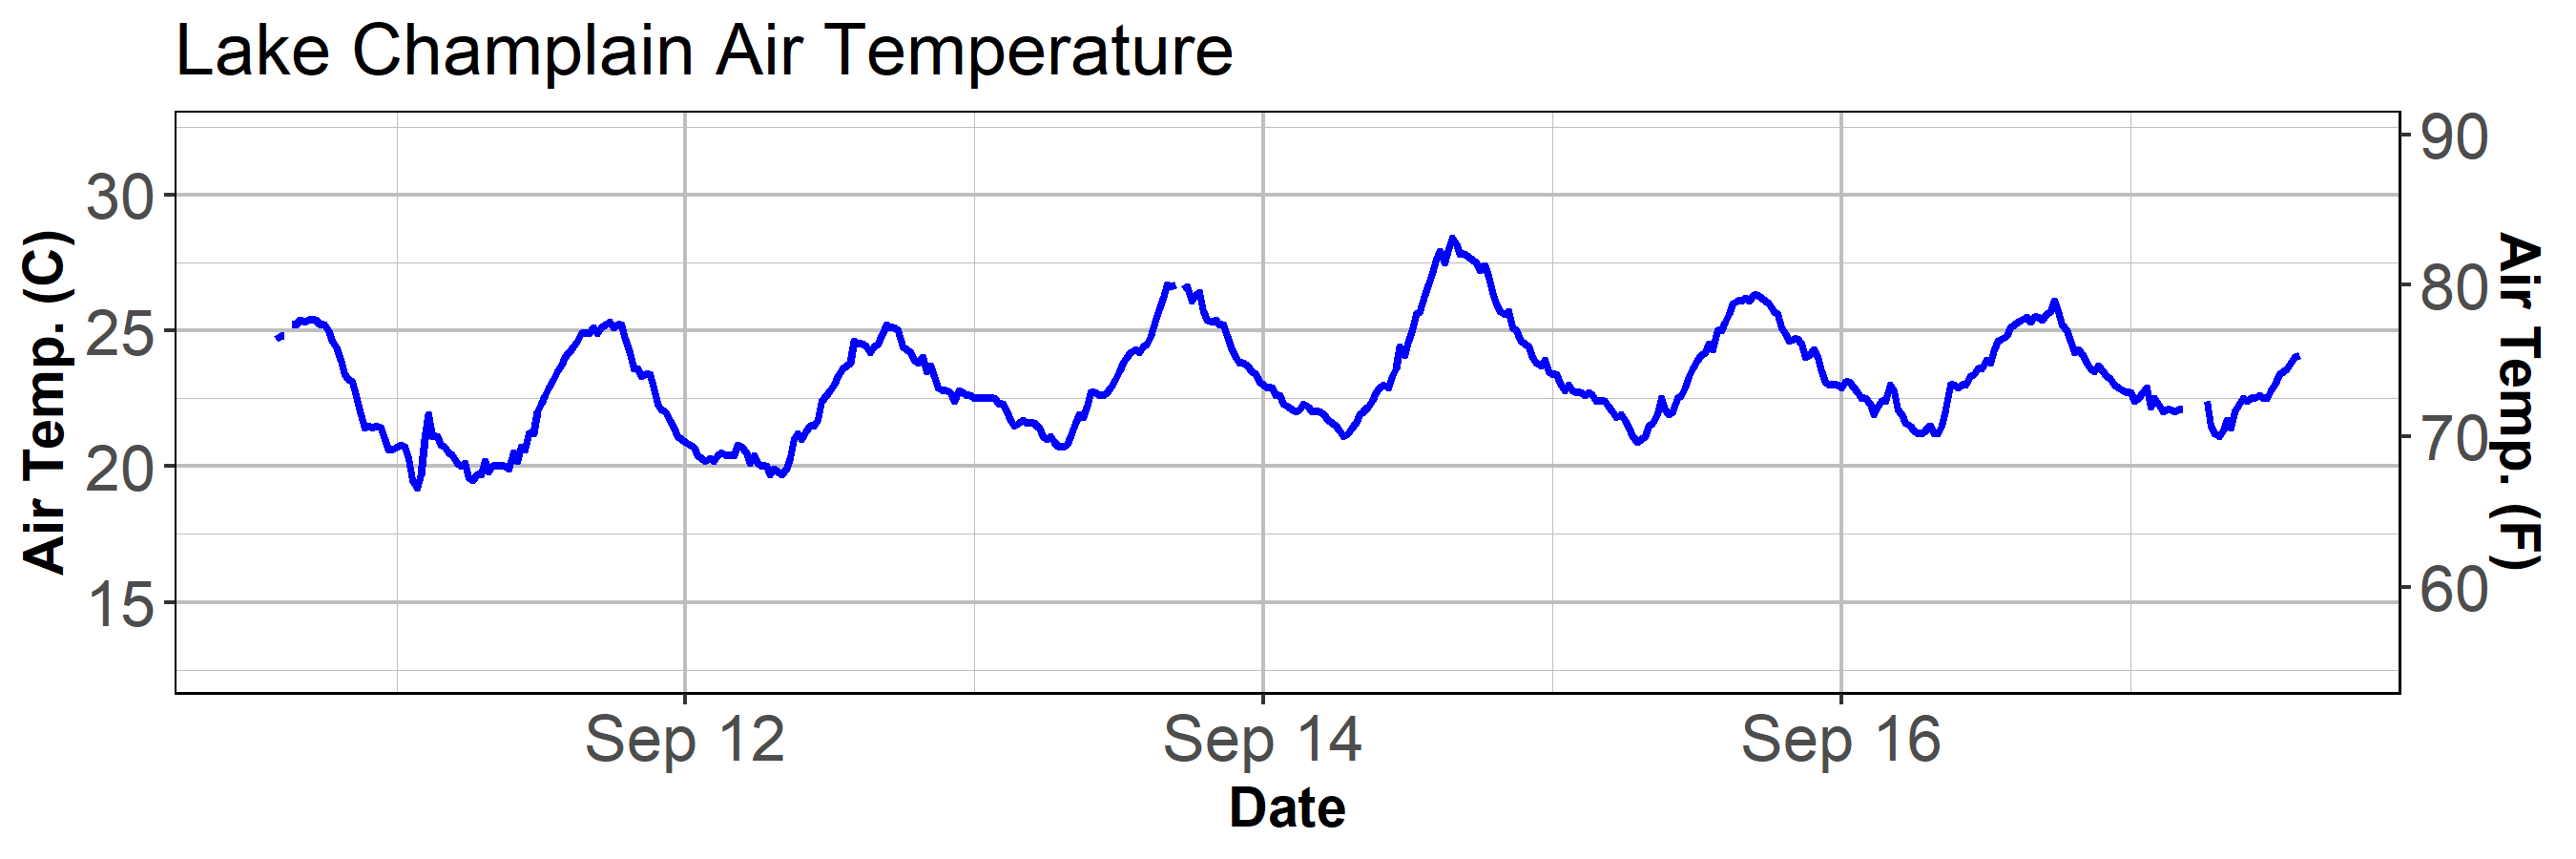 Lake Champlain Air Temperature
Air Temp. (C)
30
25
20
15
90
80
70
60
Air Temp. (F)
Sep 12
Sep 14
Sep 16
Date